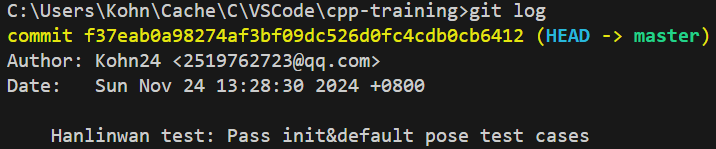 C:\Users\Kohn\Cache\C\VSCode\cpp-training>git log
commit f37eab0a98274af3bf09dc526d0fc4cdb0cb6412 (HEAD -> master)
Author: Kohn24 <2519762723@qq.com>
Date:   Sun Nov 24 13:28:30 2024 +0800
    Hanlinwan test: Pass init&default pose test cases